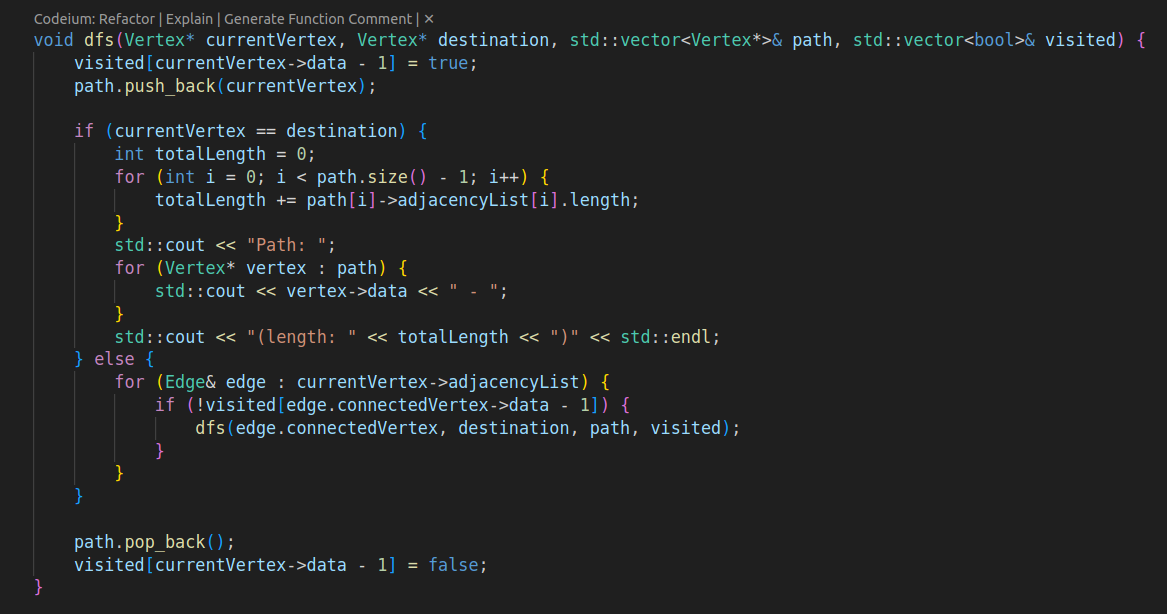 Codeium: Refactor | Explain | Generate Function Comment | ✕
void dfs(Vertex* currentVertex, Vertex* destination, std::vector<Vertex*>& path, std::vector<bool>& visited) {
    visited[currentVertex->data - 1] = true;
    path.push_back(currentVertex);

    if (currentVertex == destination) {
        int totalLength = 0;
        for (int i = 0; i < path.size() - 1; i++) {
            totalLength += path[i]->adjacencyList[i].length;
        }
        std::cout << "Path: ";
        for (Vertex* vertex : path) {
            std::cout << vertex->data << " - ";
        }
        std::cout << "(length: " << totalLength << ")" << std::endl;
    } else {
        for (Edge& edge : currentVertex->adjacencyList) {
            if (!visited[edge.connectedVertex->data - 1]) {
                dfs(edge.connectedVertex, destination, path, visited);
            }
        }
    }

    path.pop_back();
    visited[currentVertex->data - 1] = false;
}